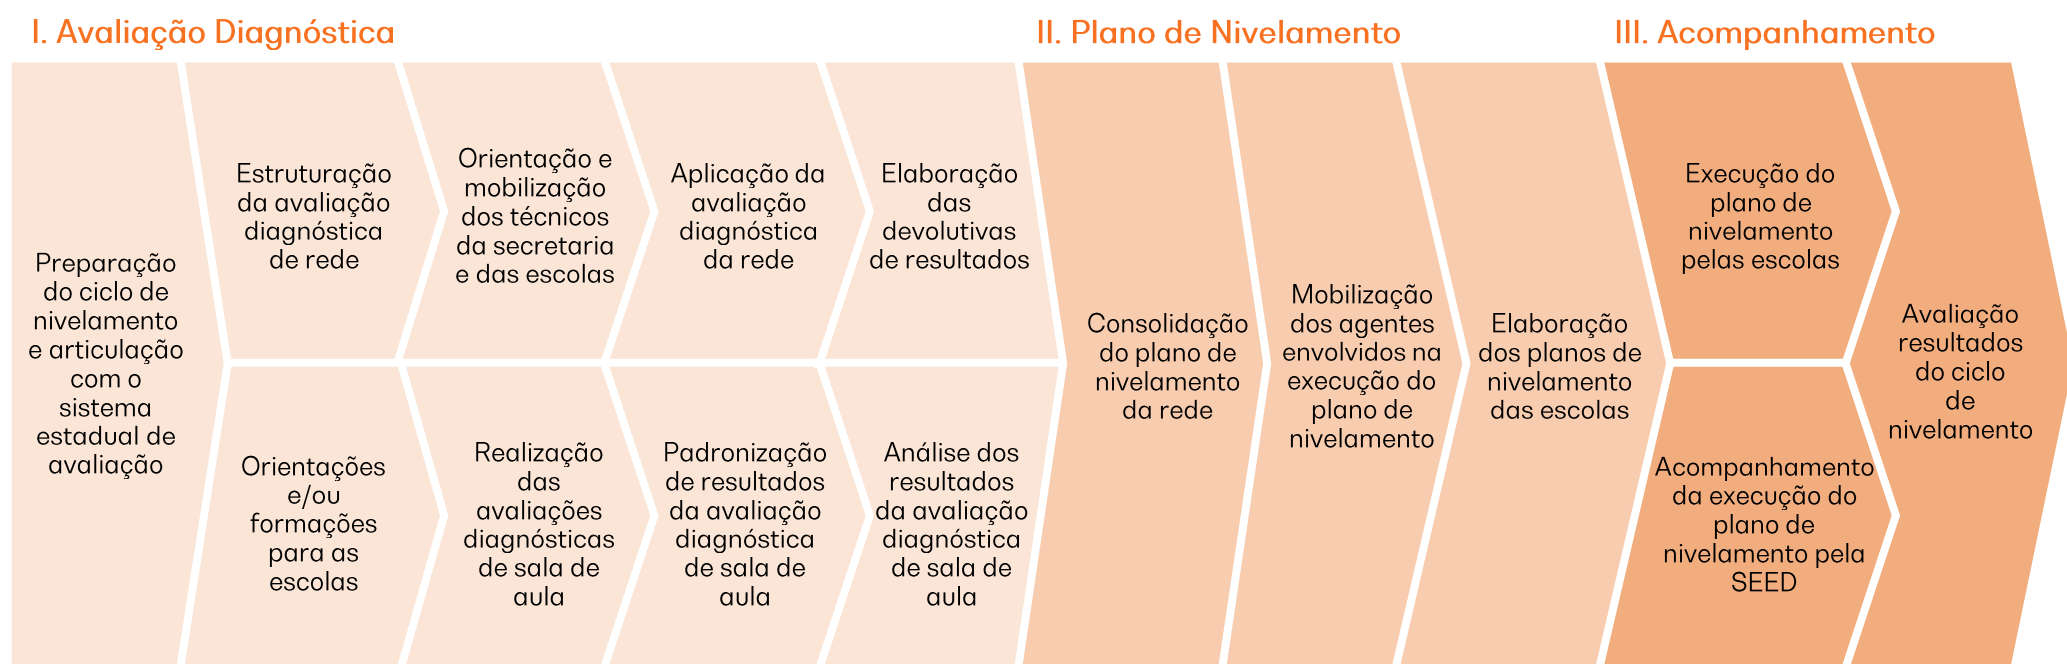 I. Avaliação Diagnóstica
II. Plano de Nivelamento
III. Acompanhamento
Preparação
do ciclo de
nivelamento
e articulação
com o
sistema
estadual de
avaliação
Estruturação
da avaliação
diagnóstica
de rede
Orientação e
mobilização
dos técnicos
da secretaria
e das escolas
Aplicação da
avaliação
diagnóstica
da rede
Elaboração
das
devolutivas
de resultados
Orientações
e/ou
formações
para as
escolas
Realização
das
avaliações
diagnósticas
de sala de
aula
Padronização
de resultados
da avaliação
diagnóstica
de sala de
aula
Análise dos
resultados
da avaliação
diagnóstica
de sala de
aula
Consolidação
do plano de
nivelamento
da rede
Mobilização
dos agentes
envolvidos na
execução do
plano de
nivelamento
Elaboração
dos planos de
nivelamento
das escolas
Execução do
plano de
nivelamento
pelas escolas
Acompanhamento
da execução do
plano de
nivelamento pela
SEED
Avaliação
resultados
do ciclo
de
nivelamento